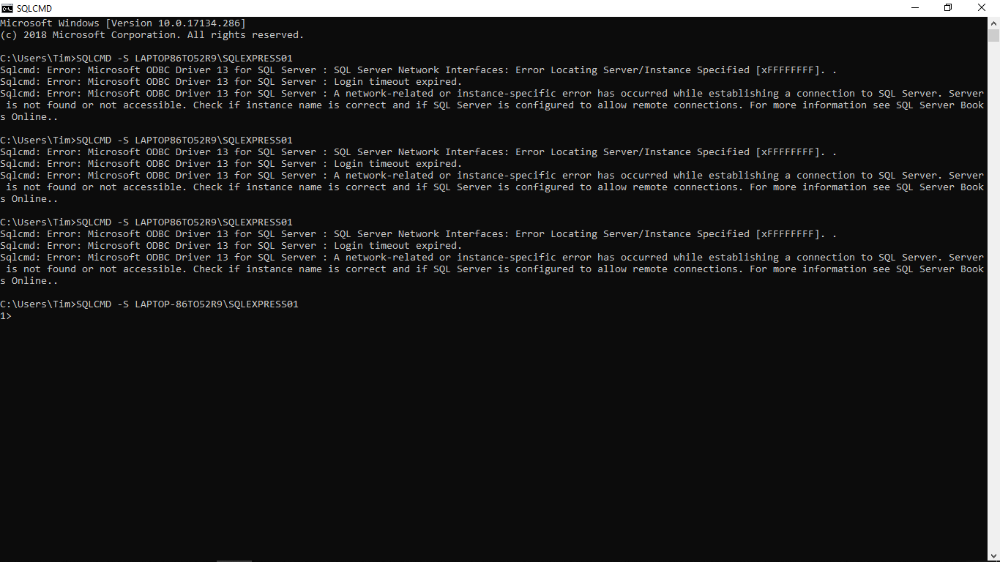 SQLCMD
Microsoft Windows [Version 10.0.17134.286]
(c) 2018 Microsoft Corporation. All rights reserved.
C:\Users\Tim>SQLCMD -S LAPTOP86TO52R9\SQLEXPRESS01
Sqlcmd: Error: Microsoft ODBC Driver 13 for SQL Server : SQL Server Network Interfaces: Error Locating Server/Instance Specified [xFFFFFFFF]. .
Sqlcmd: Error: Microsoft ODBC Driver 13 for SQL Server : Login timeout expired.
Sqlcmd: Error: Microsoft ODBC Driver 13 for SQL Server : A network-related or instance-specific error has occurred while establishing a connection to SQL Server. Server
 is not found or not accessible. Check if instance name is correct and if SQL Server is configured to allow remote connections. For more information see SQL Server Book
s Online..
C:\Users\Tim>SQLCMD -S LAPTOP86TO52R9\SQLEXPRESS01
Sqlcmd: Error: Microsoft ODBC Driver 13 for SQL Server : SQL Server Network Interfaces: Error Locating Server/Instance Specified [xFFFFFFFF]. .
Sqlcmd: Error: Microsoft ODBC Driver 13 for SQL Server : Login timeout expired.
Sqlcmd: Error: Microsoft ODBC Driver 13 for SQL Server : A network-related or instance-specific error has occurred while establishing a connection to SQL Server. Server
 is not found or not accessible. Check if instance name is correct and if SQL Server is configured to allow remote connections. For more information see SQL Server Book
s Online..
C:\Users\Tim>SQLCMD -S LAPTOP86TO52R9\SQLEXPRESS01
Sqlcmd: Error: Microsoft ODBC Driver 13 for SQL Server : SQL Server Network Interfaces: Error Locating Server/Instance Specified [xFFFFFFFF]. .
Sqlcmd: Error: Microsoft ODBC Driver 13 for SQL Server : Login timeout expired.
Sqlcmd: Error: Microsoft ODBC Driver 13 for SQL Server : A network-related or instance-specific error has occurred while establishing a connection to SQL Server. Server
 is not found or not accessible. Check if instance name is correct and if SQL Server is configured to allow remote connections. For more information see SQL Server Book
s Online..
C:\Users\Tim>SQLCMD -S LAPTOP-86TO52R9\SQLEXPRESS01
1>